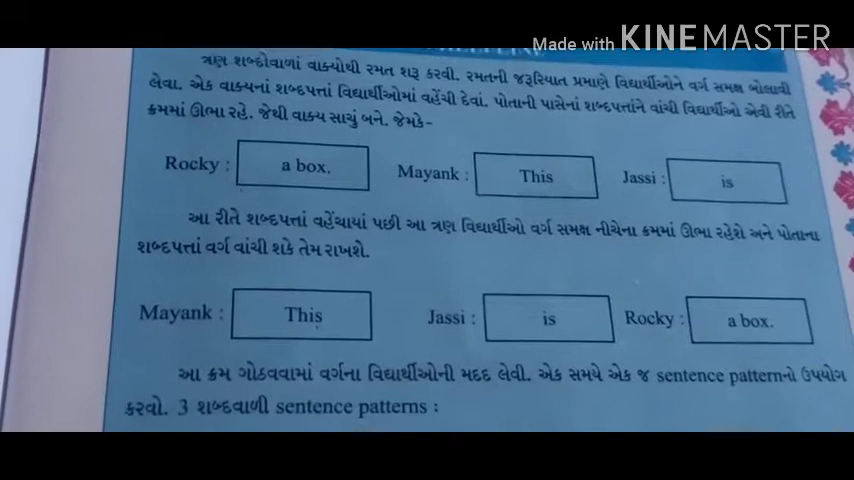 Made with KINEMASTER
ત્રણ શબ્દોવાળાં વાક્યોથી રમત શરૂ કરવી. રમતની જરૂરિયાત પ્રમાણે વિદ્યાર્થીઓને વર્ગ સમક્ષ બોલાવી
લેવા. એક વાક્યનાં શબ્દપત્તાં વિદ્યાર્થીઓમાં વહેંચી દેવાં. પોતાની પાસેનાં શબ્દપત્તાંને વાંચી વિદ્યાર્થીઓ એવી રીતે
ક્રમમાં ઊભા રહે. જેથી વાક્ય સાચું બને. જેમકે-
Rocky : a box. Mayank : This Jassi : is
આ રીતે શબ્દપત્તાં વહેંચાયાં પછી આ ત્રણ વિદ્યાર્થીઓ વર્ગ સમક્ષ નીચેના ક્રમમાં ઊભા રહેશે અને પોતાના
શબ્દપત્તાં વર્ગ વાંચી શકે તેમ રાખશે.
Mayank : This Jassi : is Rocky : a box.
આ ક્રમ ગોઠવવામાં વર્ગના વિદ્યાર્થીઓની મદદ લેવી. એક સમયે એક જ sentence patternનો ઉપયોગ
કરવો. 3 શબ્દવાળી sentence patterns :